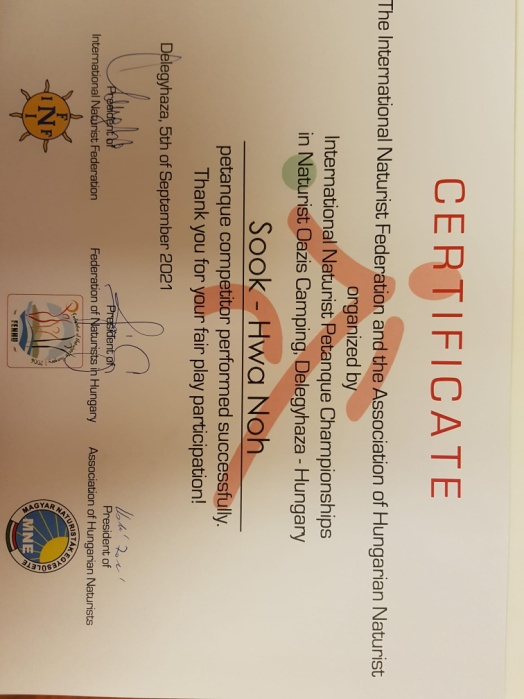 CERTIFICATE
The International Naturist Federation and the Association of Hungarian Naturist
organized by
International Naturist Petanque Championships
in Naturist Oazis Camping, Delegyhaza - Hungary
Sook - Hwa Noh
petanque competitor performed successfully.
Thank you for your fair play participation!
Delegyhaza, 5th of September 2021
President of
International Naturist Federation
President of
Federation of Naturists in Hungary
President of
Association of Hungarian Naturists
INF
FENHU
MAGYAR NATURISTÁK EGYESÜLETE
MNE